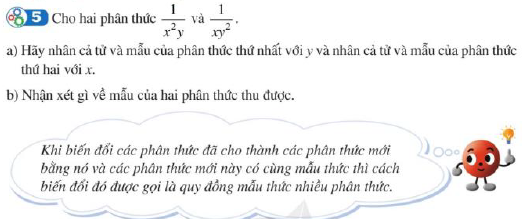 5 Cho hai phân thức $\frac{1}{x^2y}$ và $\frac{1}{xy^2}$.
a) Hãy nhân cả tử và mẫu của phân thức thứ nhất với y và nhân cả tử và mẫu của phân thức
thứ hai với x.
b) Nhận xét gì về mẫu của hai phân thức thu được.
Khi biến đổi các phân thức đã cho thành các phân thức mới
bằng nó và các phân thức mới này có cùng mẫu thức thì cách
biến đổi đó được gọi là quy đồng mẫu thức nhiều phân thức.